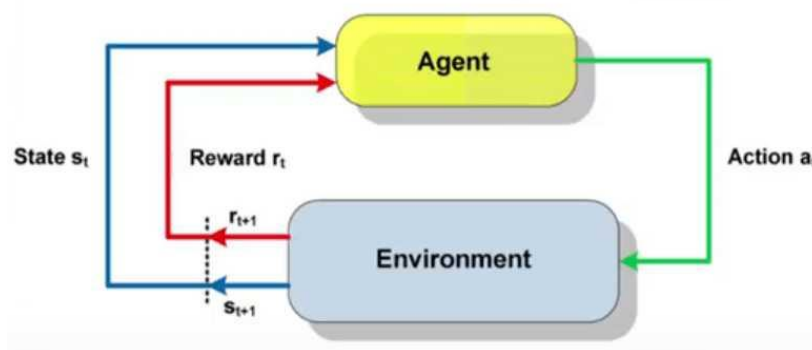 Agent
State sₜ
Reward rₜ
Action a
rₜ₊₁
Environment
sₜ₊₁